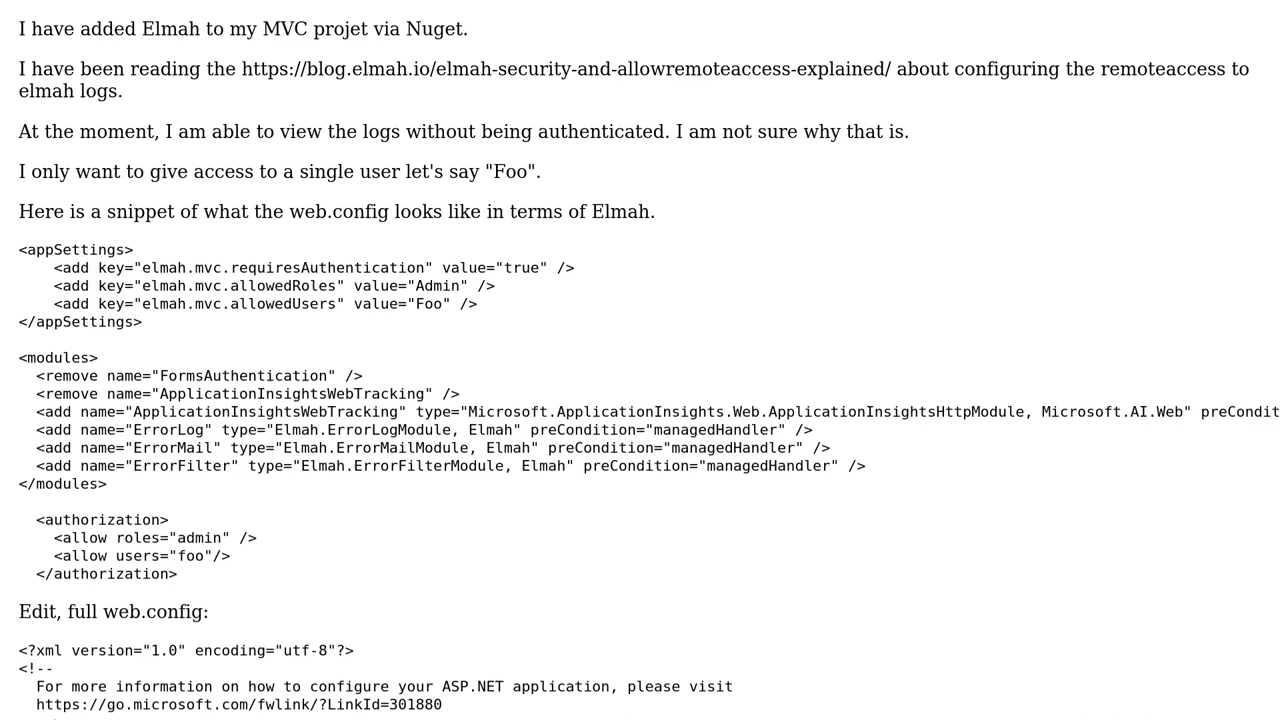 I have added Elmah to my MVC projet via Nuget.
I have been reading the https://blog.elmah.io/elmah-security-and-allowremoteaccess-explained/ about configuring the remoteaccess to
elmah logs.
At the moment, I am able to view the logs without being authenticated. I am not sure why that is.
I only want to give access to a single user let's say "Foo".
Here is a snippet of what the web.config looks like in terms of Elmah.
<appSettings>
    <add key="elmah.mvc.requiresAuthentication" value="true" />
    <add key="elmah.mvc.allowedRoles" value="Admin" />
    <add key="elmah.mvc.allowedUsers" value="Foo" />
</appSettings>
<modules>
  <remove name="FormsAuthentication" />
  <remove name="ApplicationInsightsWebTracking" />
  <add name="ApplicationInsightsWebTracking" type="Microsoft.ApplicationInsights.Web.ApplicationInsightsHttpModule, Microsoft.AI.Web" preCondit
  <add name="ErrorLog" type="Elmah.ErrorLogModule, Elmah" preCondition="managedHandler" />
  <add name="ErrorMail" type="Elmah.ErrorMailModule, Elmah" preCondition="managedHandler" />
  <add name="ErrorFilter" type="Elmah.ErrorFilterModule, Elmah" preCondition="managedHandler" />
</modules>
  <authorization>
    <allow roles="admin" />
    <allow users="foo"/>
  </authorization>
Edit, full web.config:
<?xml version="1.0" encoding="utf-8"?>
<!--
  For more information on how to configure your ASP.NET application, please visit
  https://go.microsoft.com/fwlink/?LinkId=301880